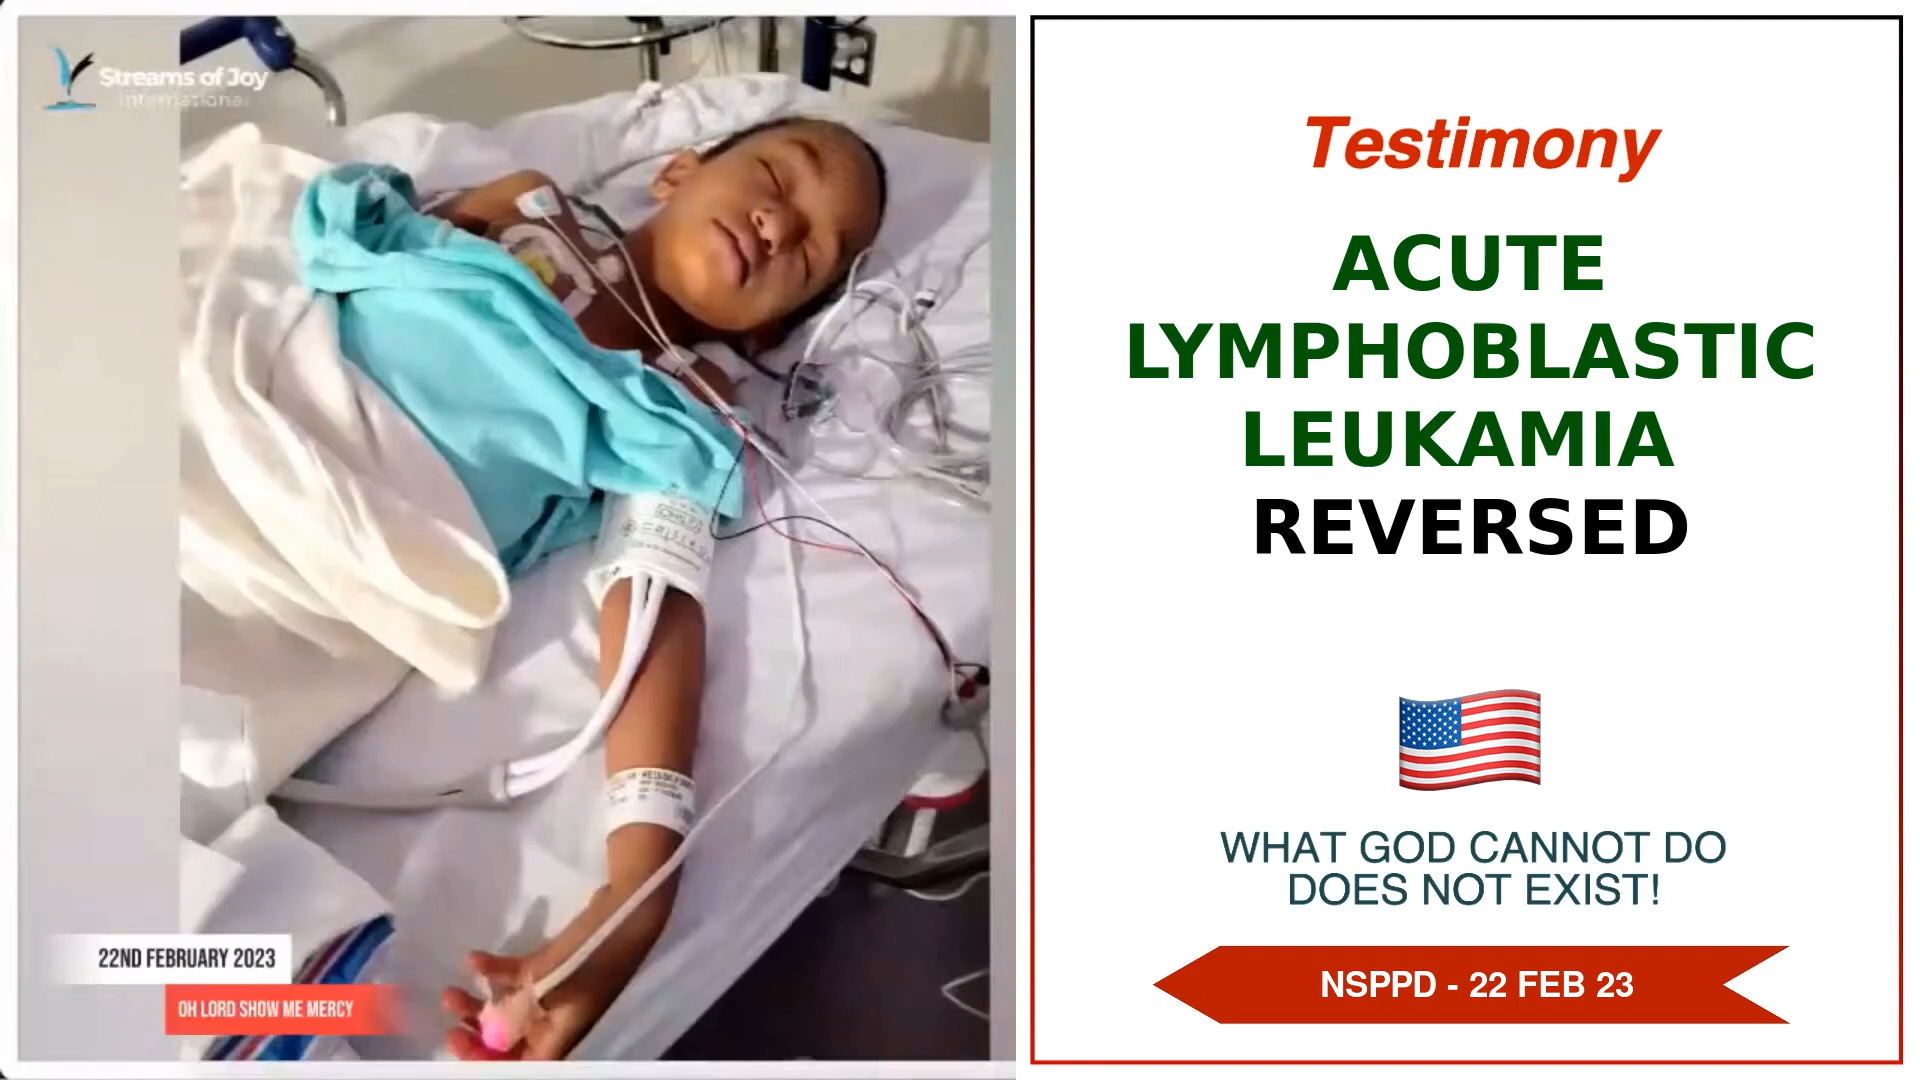 Streams of Joy
International
22ND FEBRUARY 2023
OH LORD SHOW ME MERCY
Testimony
ACUTE
LYMPHOBLASTIC
LEUKAMIA
REVERSED
WHAT GOD CANNOT DO
DOES NOT EXIST!
NSPPD - 22 FEB 23